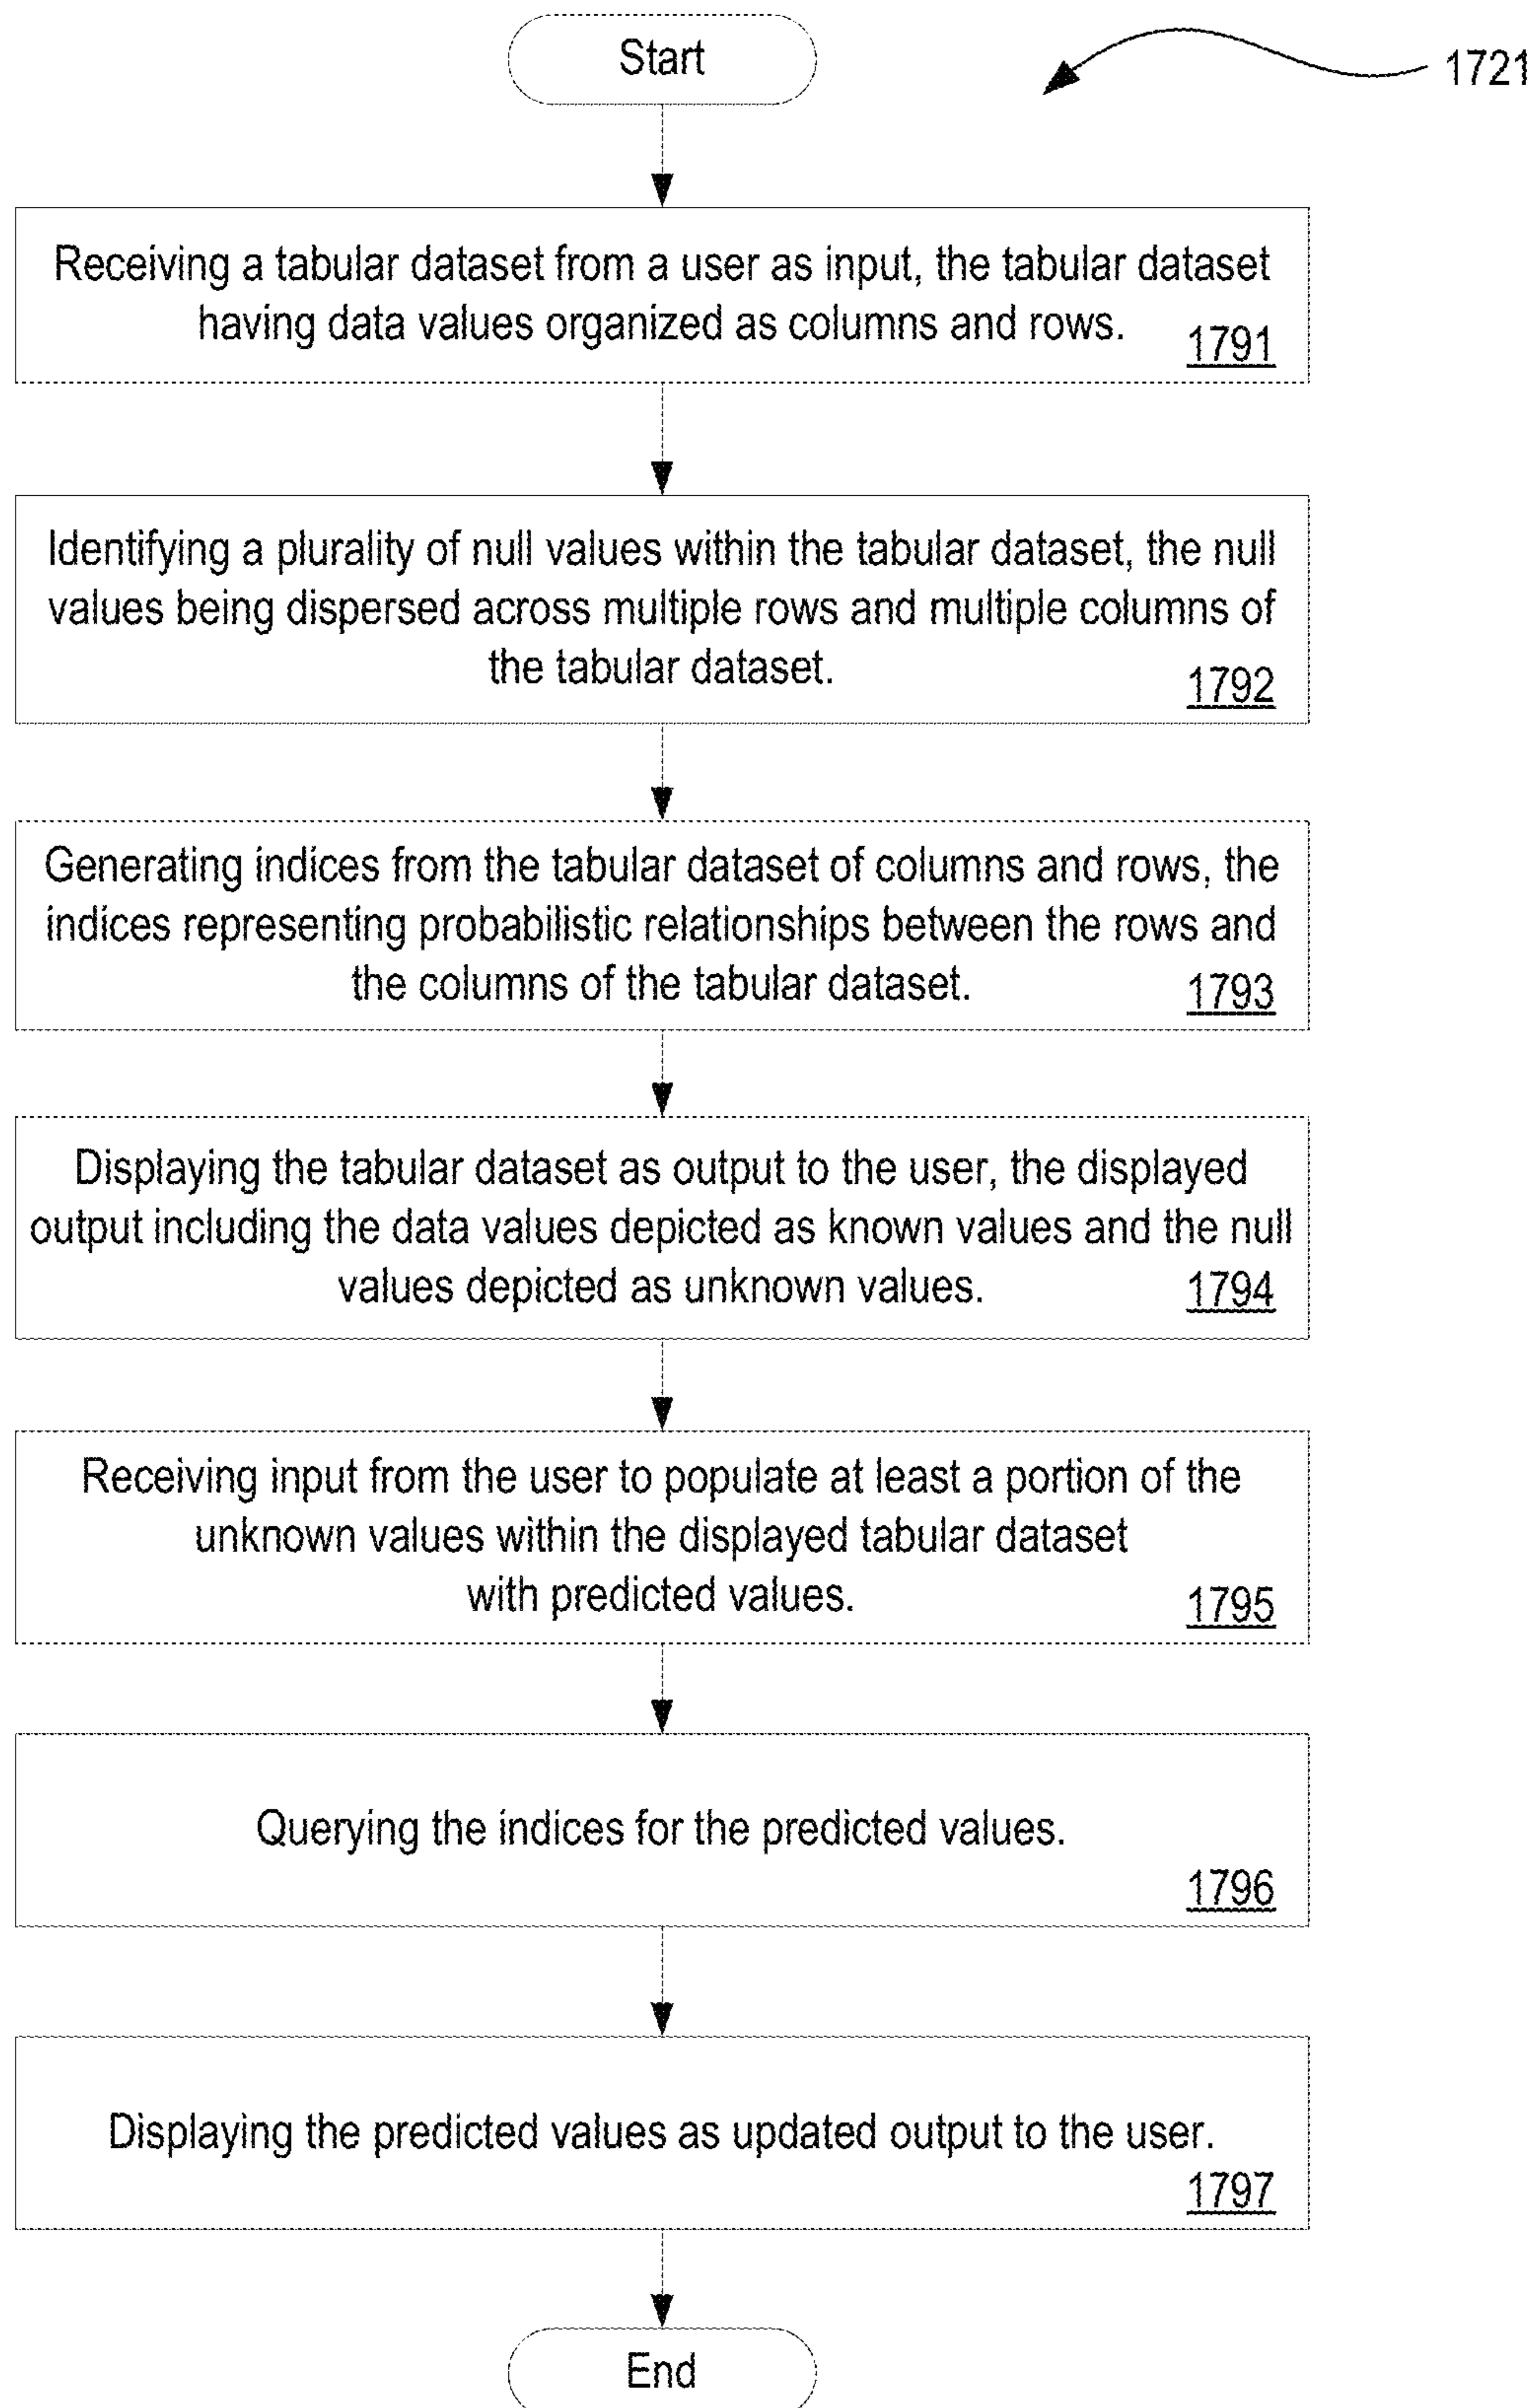 Start
1721
Receiving a tabular dataset from a user as input, the tabular dataset
having data values organized as columns and rows.
1791
Identifying a plurality of null values within the tabular dataset, the null
values being dispersed across multiple rows and multiple columns of
the tabular dataset.
1792
Generating indices from the tabular dataset of columns and rows, the
indices representing probabilistic relationships between the rows and
the columns of the tabular dataset.
1793
Displaying the tabular dataset as output to the user, the displayed
output including the data values depicted as known values and the null
values depicted as unknown values.
1794
Receiving input from the user to populate at least a portion of the
unknown values within the displayed tabular dataset
with predicted values.
1795
Querying the indices for the predicted values.
1796
Displaying the predicted values as updated output to the user.
1797
End